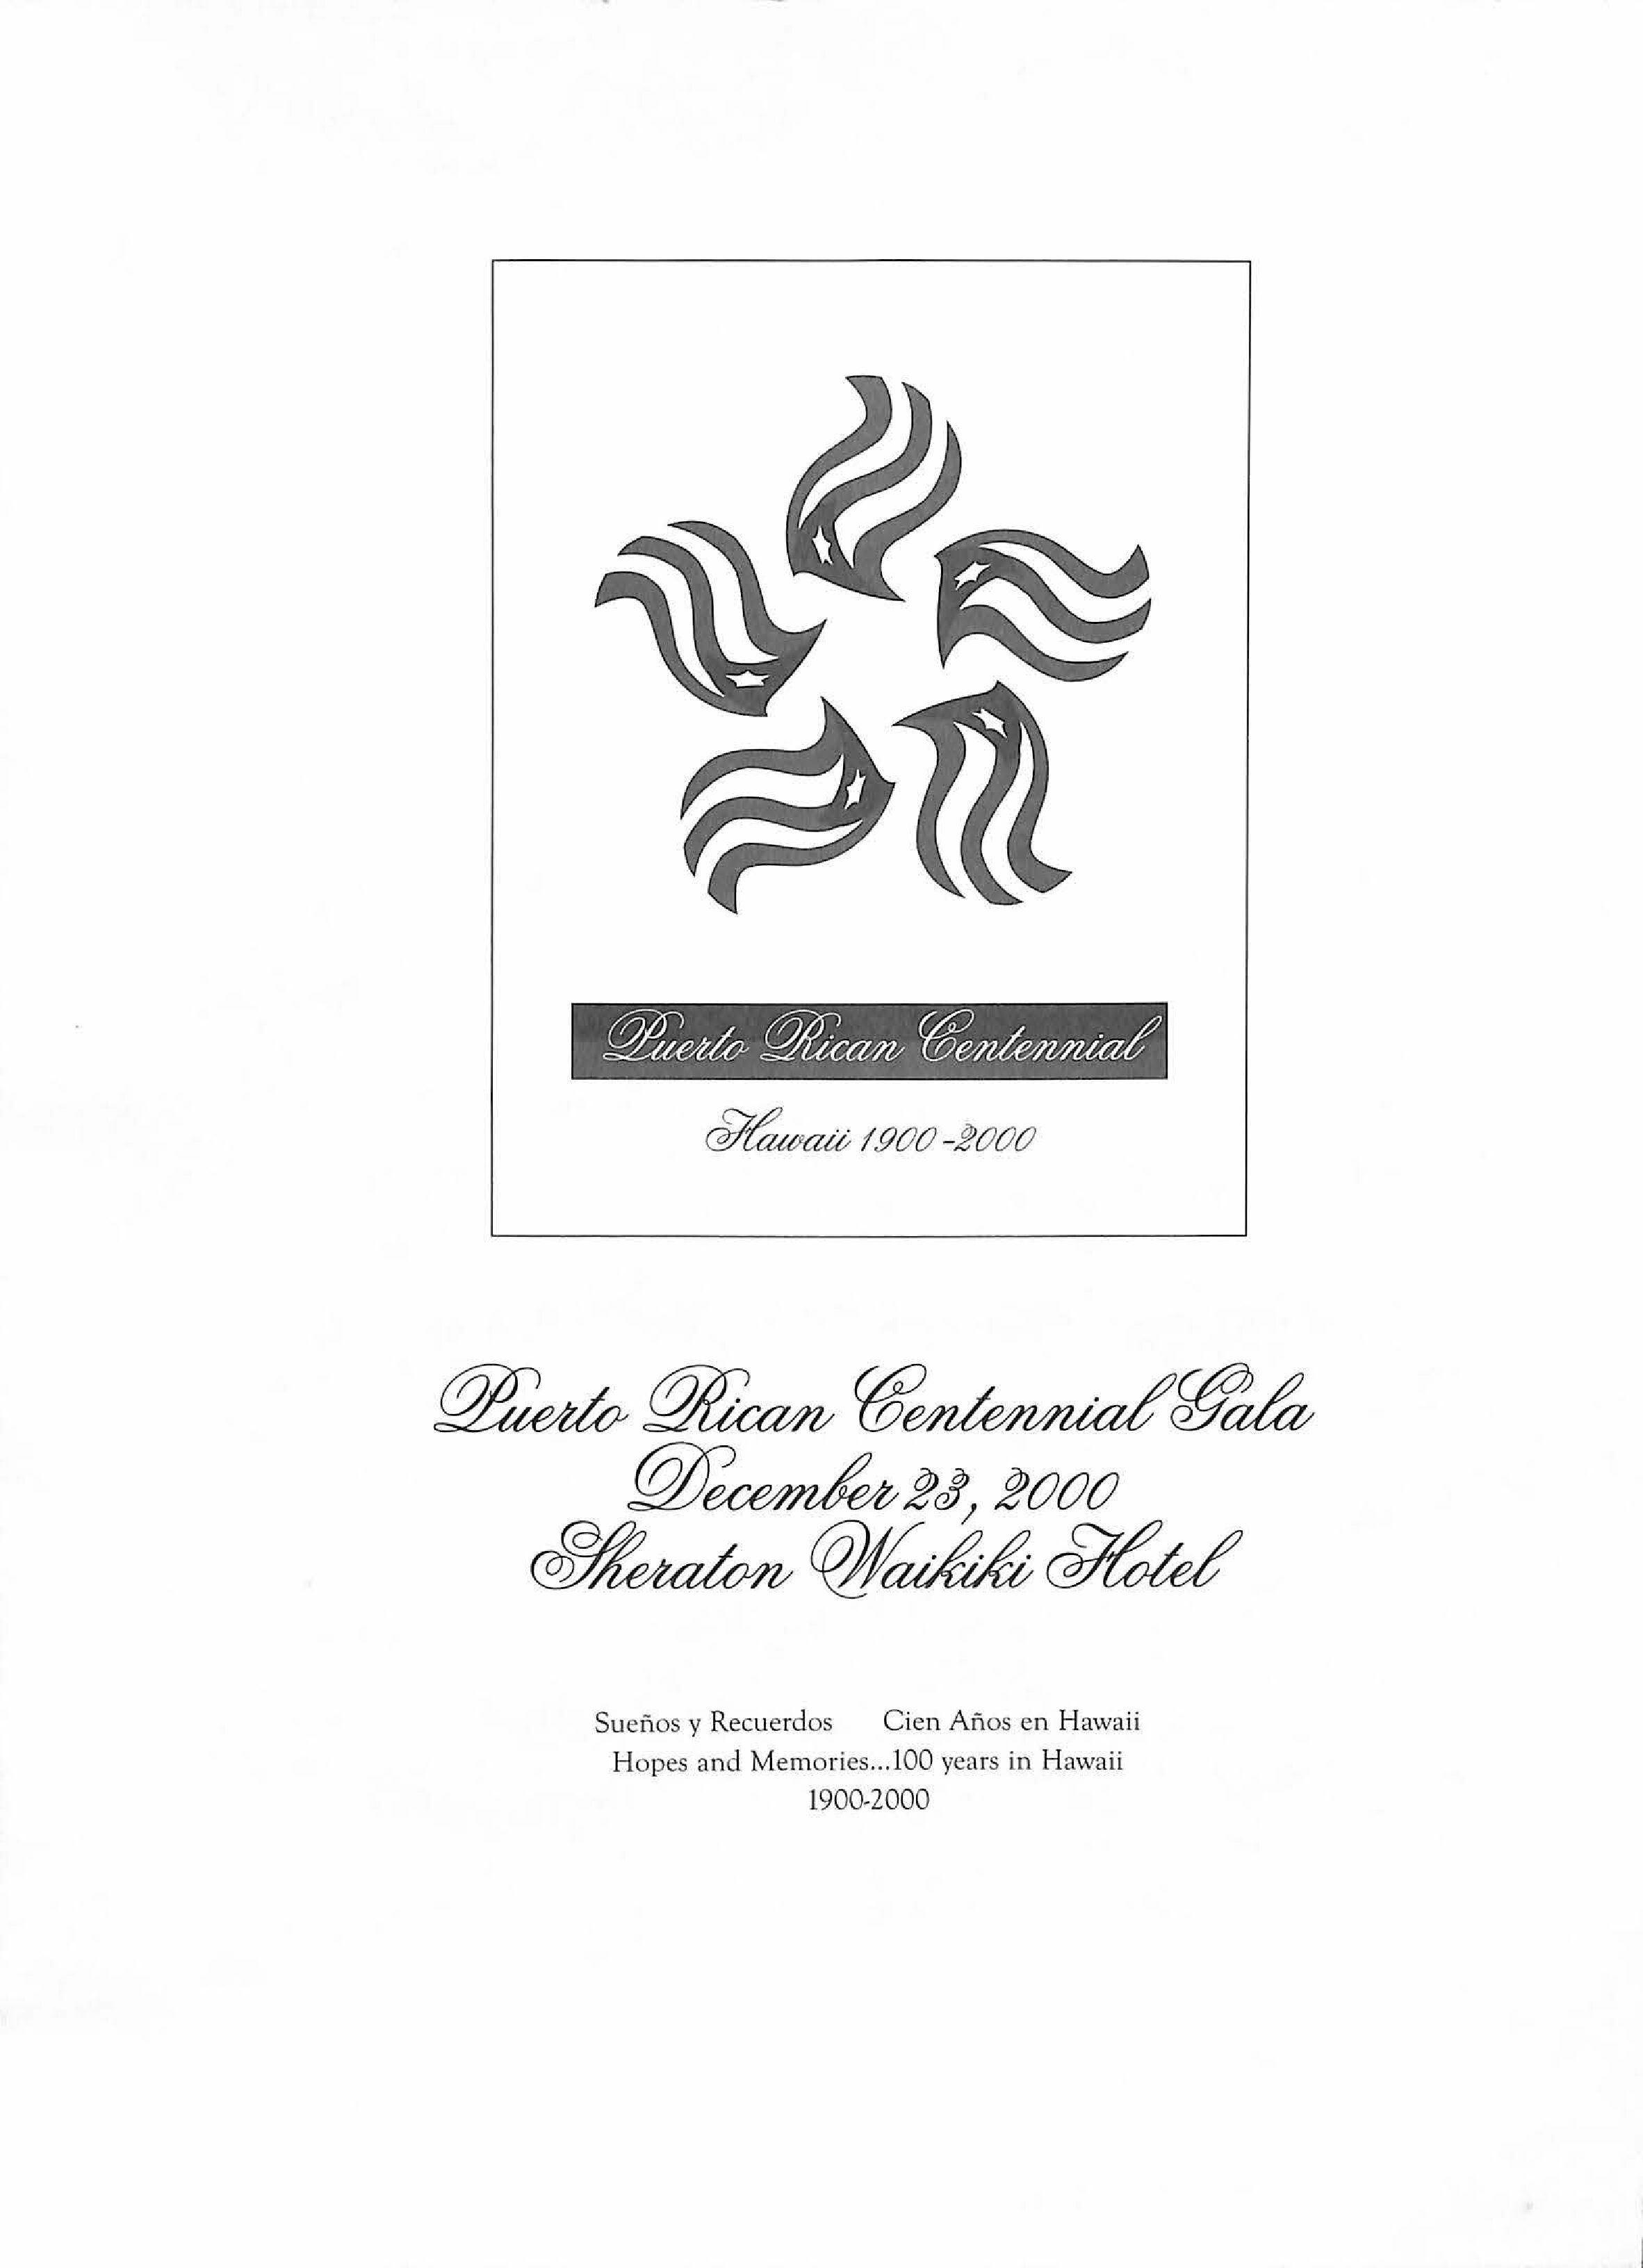 Puerto Rican Centennial
Hawaii 1900-2000
Puerto Rican Centennial Gala
December 23, 2000
Sheraton Waikiki Hotel
Sueños y Recuerdos Cien Años en Hawaii
Hopes and Memories...100 years in Hawaii
1900-2000